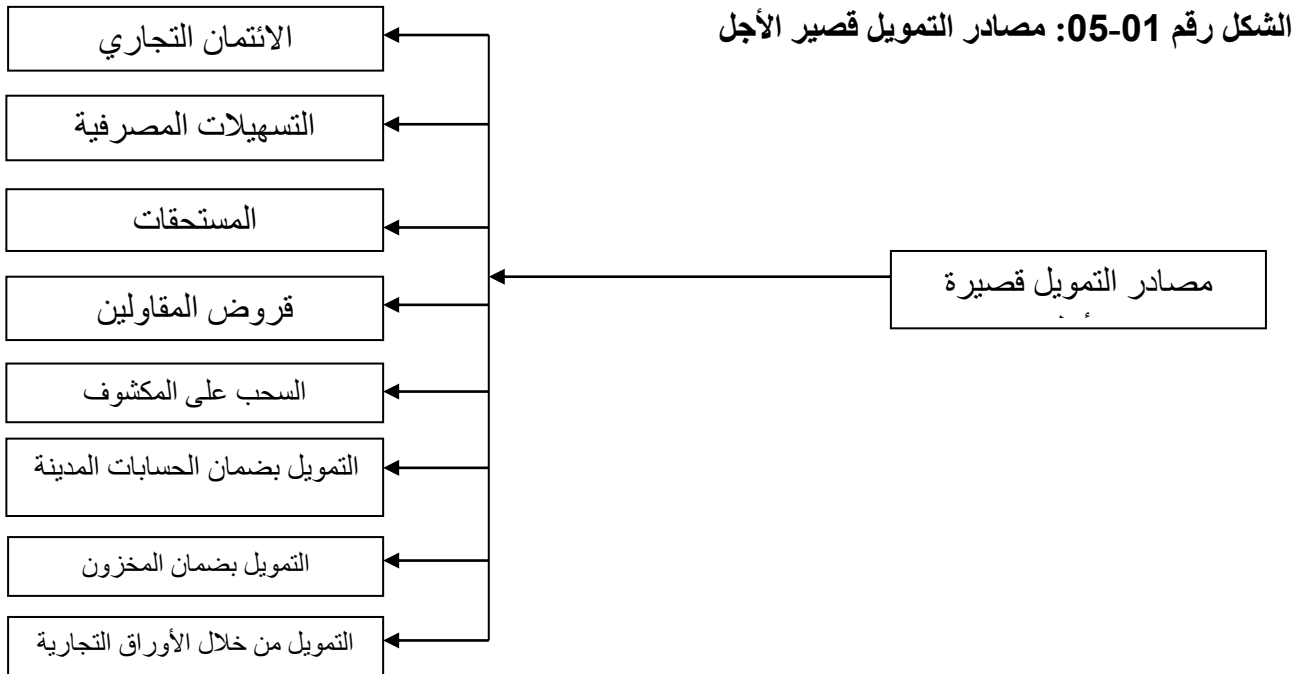 الشكل رقم 01-05: مصادر التمويل قصير الأجل
مصادر التمويل قصيرة
الائتمان التجاري
التسهيلات المصرفية
المستحقات
قروض المقاولين
السحب على المكشوف
التمويل بضمان الحسابات المدينة
التمويل بضمان المخزون
التمويل من خلال الأوراق التجارية